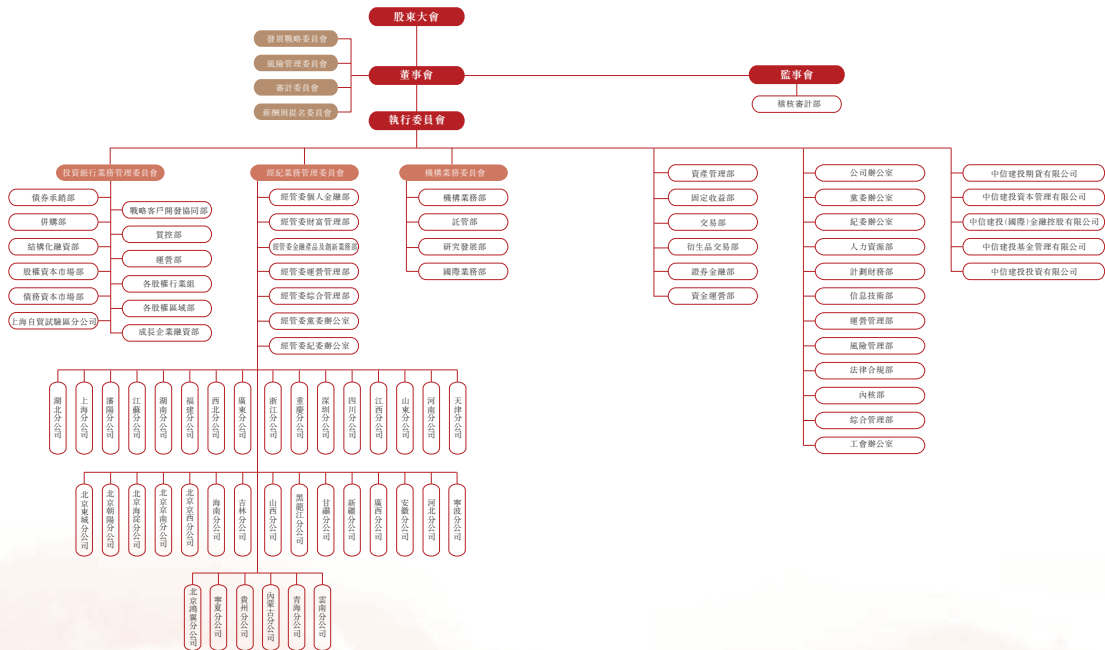 股東大會
發展戰略委員會
風險管理委員會
審計委員會
薪酬與提名委員會
董事會
監事會
稽核審計部
執行委員會
投資銀行業務管理委員會
債券承銷部
併購部
結構化融資部
股權資本市場部
債務資本市場部
上海自貿試驗區分公司
戰略客戶開發協同部
質控部
運營部
各股權行業組
各股權區域部
成長企業融資部
經紀業務管理委員會
經管委個人金融部
經管委財富管理部
經管委金融產品及創新業務部
經管委運營管理部
經管委綜合管理部
經管委黨委辦公室
經管委紀委辦公室
機構業務委員會
機構業務部
託管部
研究發展部
國際業務部
資產管理部
固定收益部
交易部
衍生品交易部
證券金融部
資金運營部
公司辦公室
黨委辦公室
紀委辦公室
人力資源部
計劃財務部
信息技術部
運營管理部
風險管理部
法律合規部
內核部
綜合管理部
工會辦公室
中信建投期貨有限公司
中信建投資本管理有限公司
中信建投(國際)金融控股有限公司
中信建投基金管理有限公司
中信建投投資有限公司
湖北分公司
上海分公司
瀋陽分公司
江蘇分公司
湖南分公司
福建分公司
西北分公司
廣東分公司
浙江分公司
重慶分公司
深圳分公司
四川分公司
江西分公司
山東分公司
河南分公司
天津分公司
北京東城分公司
北京朝陽分公司
北京海淀分公司
北京京南分公司
北京京西分公司
海南分公司
吉林分公司
山西分公司
黑龍江分公司
甘肅分公司
新疆分公司
廣西分公司
安徽分公司
河北分公司
寧波分公司
北京鴻翼分公司
寧夏分公司
貴州分公司
內蒙古分公司
青海分公司
雲南分公司